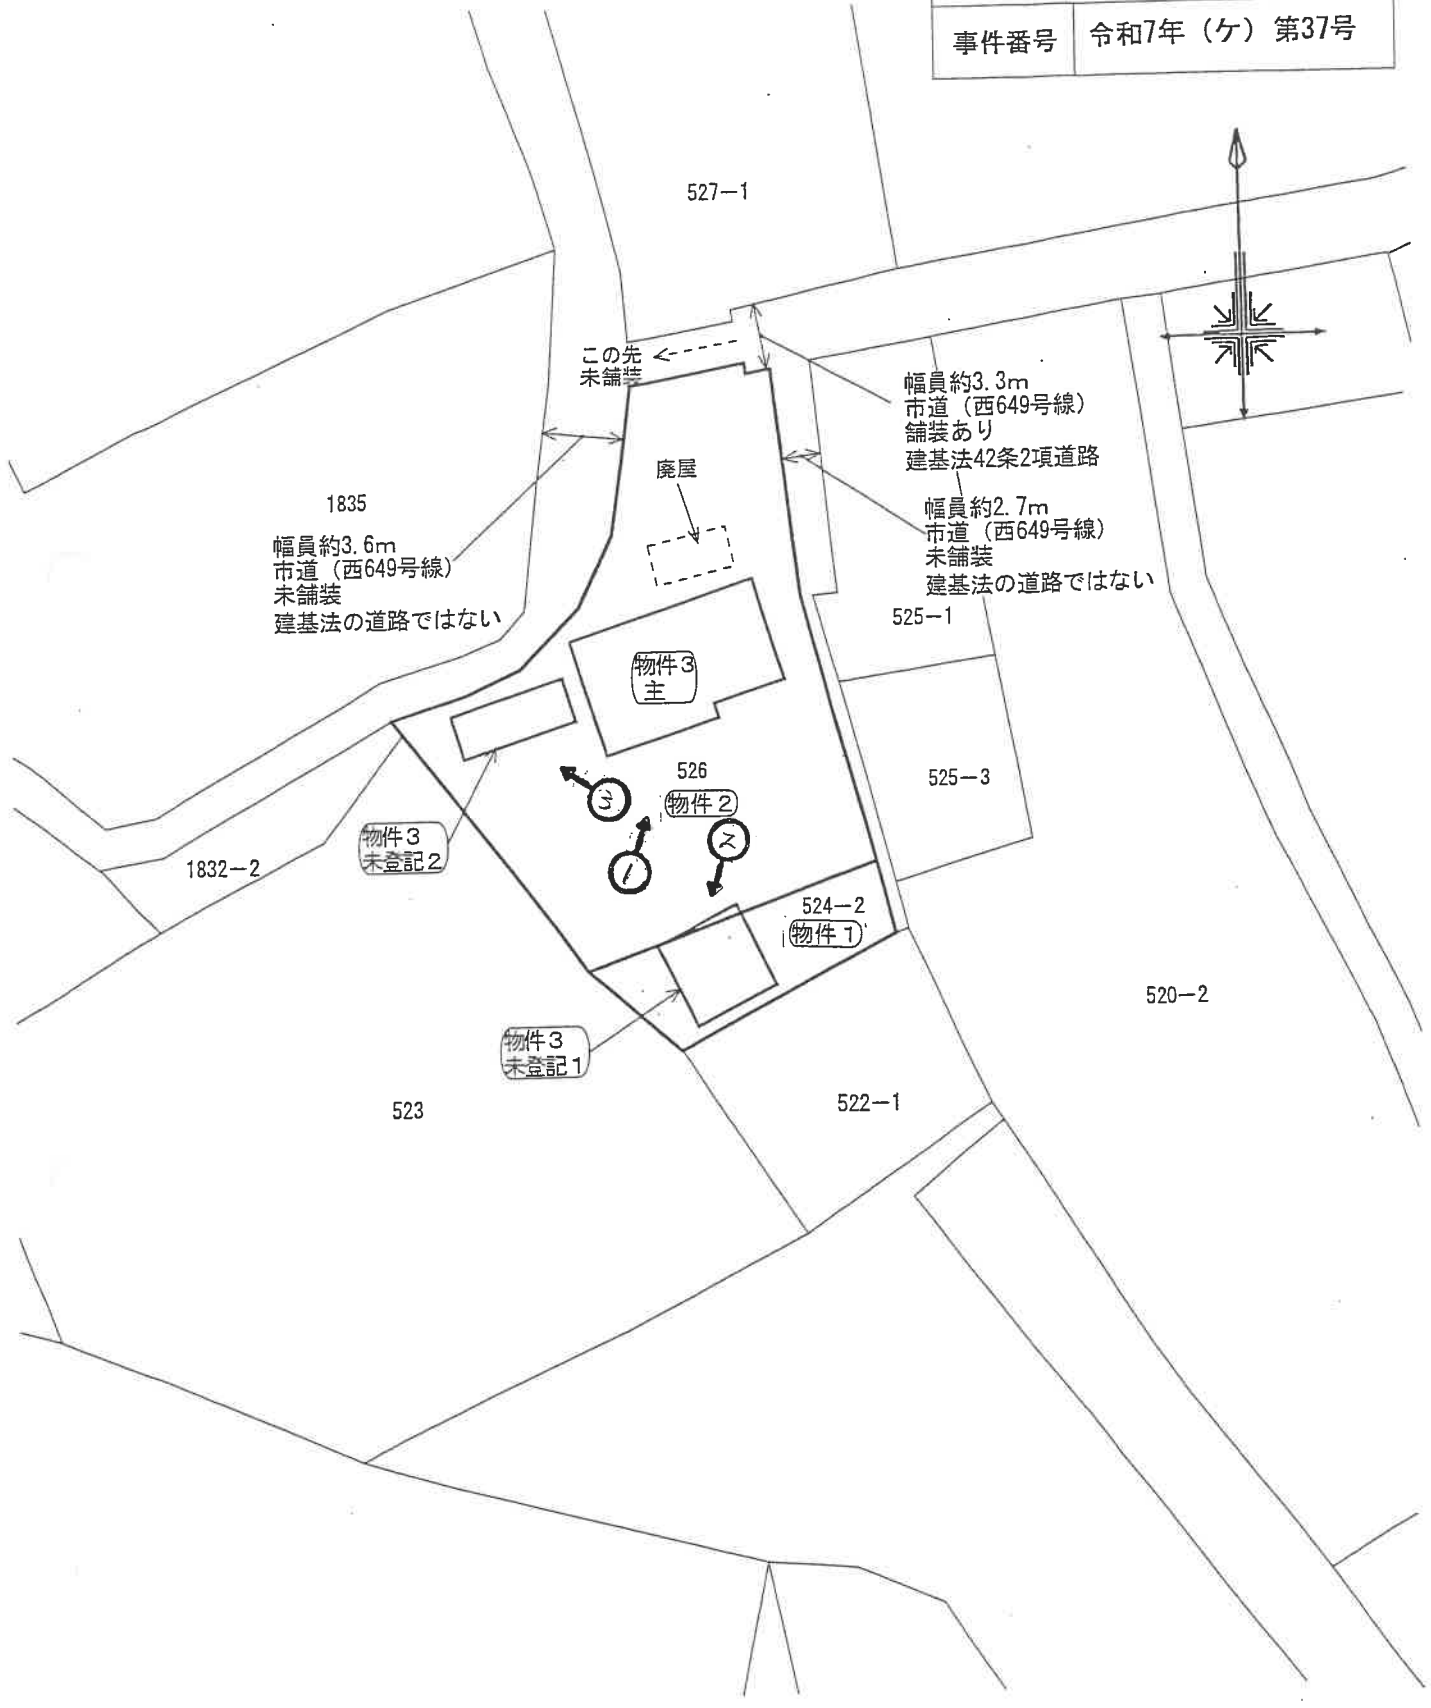 事件番号 令和7年（ケ）第37号
527－1
この先
未舗装
幅員約3.3m
市道（西649号線）
舗装あり
建基法42条2項道路
廃屋
1835
幅員約3.6m
市道（西649号線）
未舗装
建基法の道路ではない
幅員約2.7m
市道（西649号線）
未舗装
建基法の道路ではない
525－1
物件3
主
526
物件2
525－3
3
2
1
物件3
未登記2
1832－2
524－2
物件1
520－2
物件3
未登記1
523
522－1